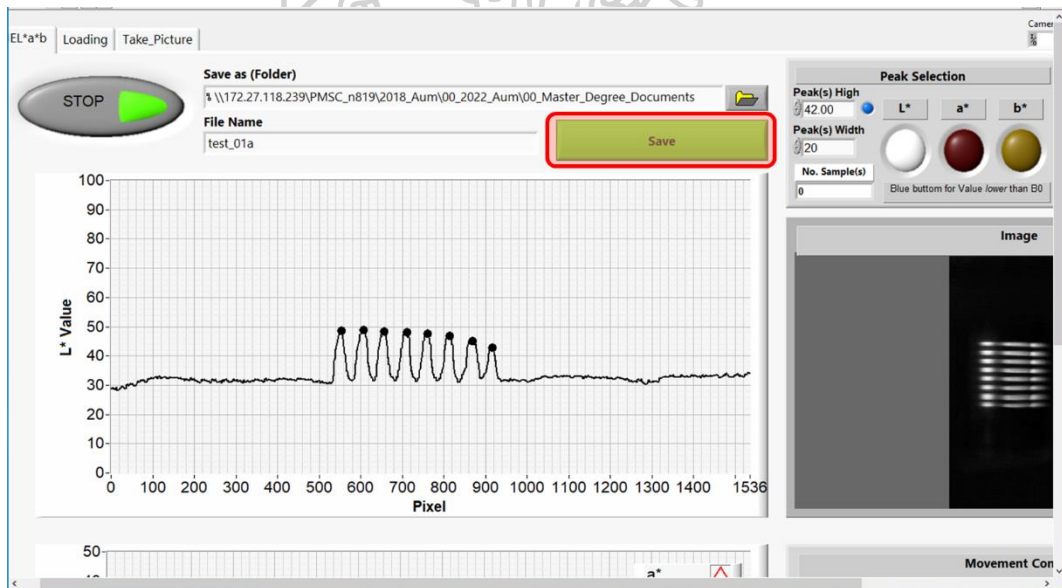 EL*a*b Loading Take_Picture
STOP
Save as (Folder)
\\172.27.118.239\PMSC_n819\2018_Aum\00_2022_Aum\00_Master_Degree_Documents
File Name
test_01a
Save
100
90
80
70
60
50
40
30
20
10
0
L* Value
0 100 200 300 400 500 600 700 800 900 1000 1100 1200 1300 1400 1536
Pixel
50
a*
Peak Selection
Peak(s) High
42.00
L* a* b*
Peak(s) Width
20
No. Sample(s)
0
Blue buttom for Value lower than B0
Image
Movement Con